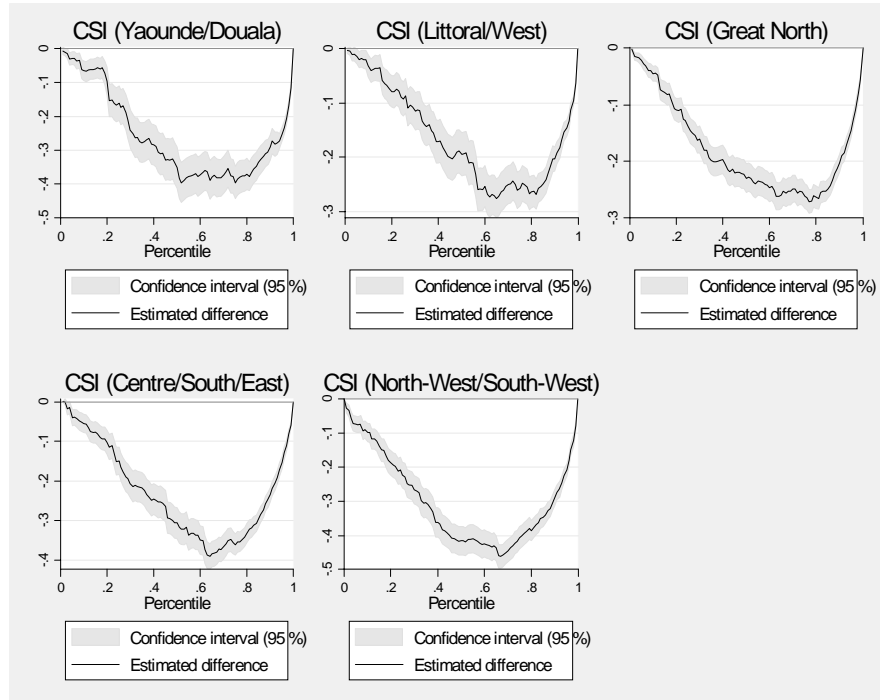 CSI (Yaounde/Douala)
0
-.1
-.2
-.3
-.4
-.5
0 .2 .4 .6 .8 1
Percentile
Confidence interval (95 %)
Estimated difference
CSI (Littoral/West)
0
-.1
-.2
-.3
0 .2 .4 .6 .8 1
Percentile
Confidence interval (95 %)
Estimated difference
CSI (Great North)
0
-.1
-.2
-.3
0 .2 .4 .6 .8 1
Percentile
Confidence interval (95 %)
Estimated difference
CSI (Centre/South/East)
0
-.1
-.2
-.3
-.4
0 .2 .4 .6 .8 1
Percentile
Confidence interval (95 %)
Estimated difference
CSI (North-West/South-West)
0
-.1
-.2
-.3
-.4
-.5
0 .2 .4 .6 .8 1
Percentile
Confidence interval (95 %)
Estimated difference